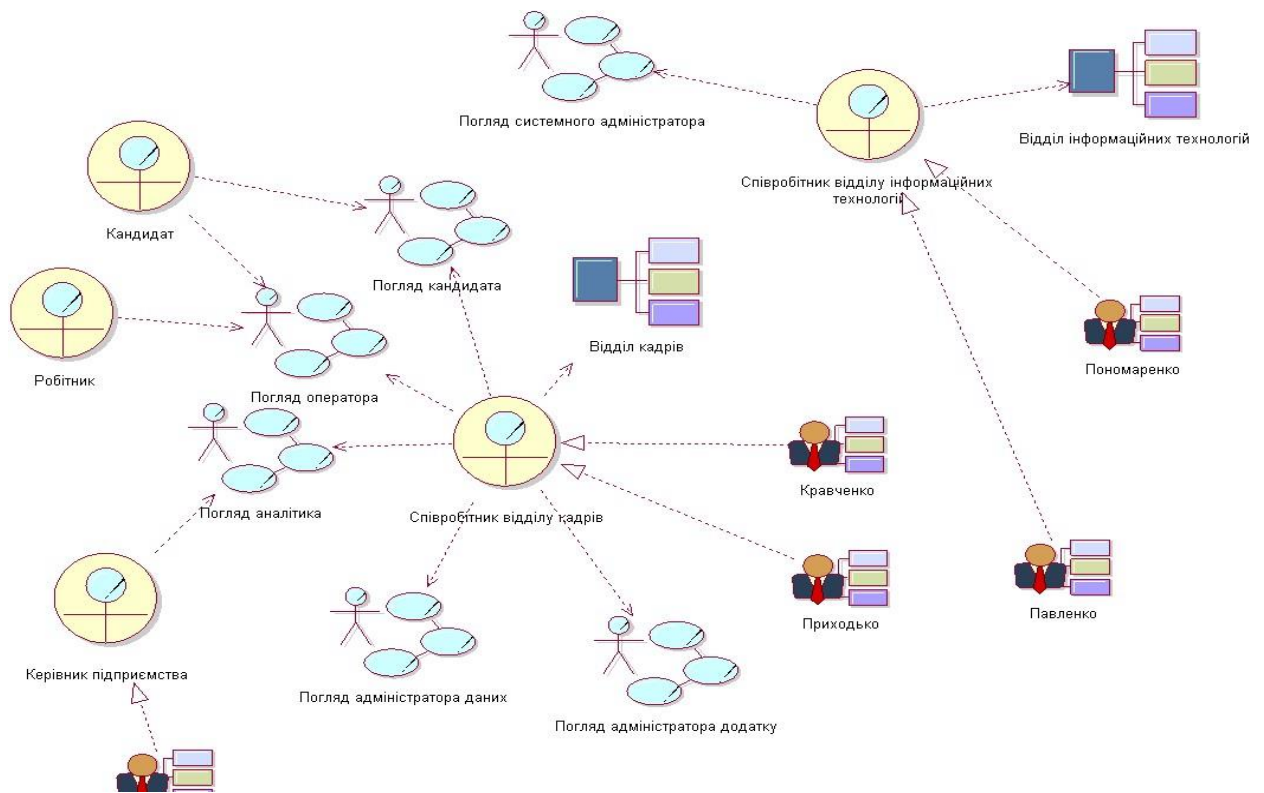 Погляд системного адміністратора
Відділ інформаційних технологій
Співробітник відділу інформаційних
технологій
Кандидат
Погляд кандидата
Відділ кадрів
Пономаренко
Робітник
Погляд оператора
Кравченко
Погляд аналітика
Співробітник відділу кадрів
Павленко
Приходько
Керівник підприємства
Погляд адміністратора даних
Погляд адміністратора додатку